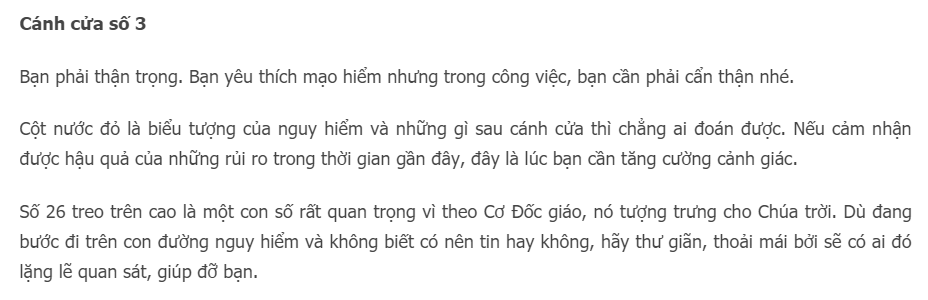 Cánh cửa số 3
Bạn phải thận trọng. Bạn yêu thích mạo hiểm nhưng trong công việc, bạn cần phải cẩn thận nhé.
Cột nước đỏ là biểu tượng của nguy hiểm và những gì sau cánh cửa thì chẳng ai đoán được. Nếu cảm nhận
được hậu quả của những rủi ro trong thời gian gần đây, đây là lúc bạn cần tăng cường cảnh giác.
Số 26 treo trên cao là một con số rất quan trọng vì theo Cơ Đốc giáo, nó tượng trưng cho Chúa trời. Dù đang
bước đi trên con đường nguy hiểm và không biết có nên tin hay không, hãy thư giãn, thoải mái bởi sẽ có ai đó
lặng lẽ quan sát, giúp đỡ bạn.